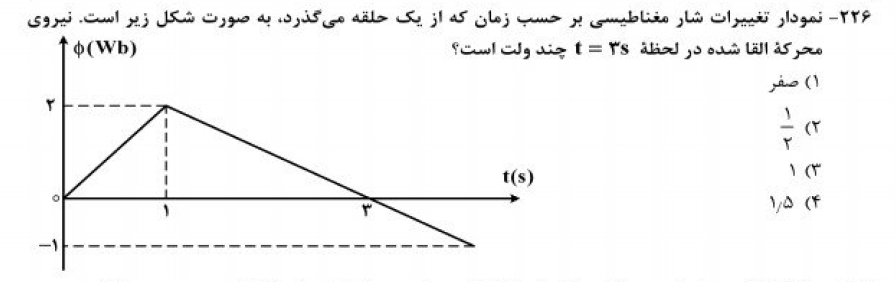 ۲۲۶– نمودار تغییرات شار مغناطیسی بر حسب زمان که از یک حلقه می‌گذرد، به صورت شکل زیر است. نیروی
محرکهٔ القا شده در لحظهٔ t = ۳s چند ولت است؟
۱) صفر
۲) ۱/۲
۳) ۱
۴) ۱٫۵
ϕ(Wb)
۲
۰
۱
۳
t(s)
−۱